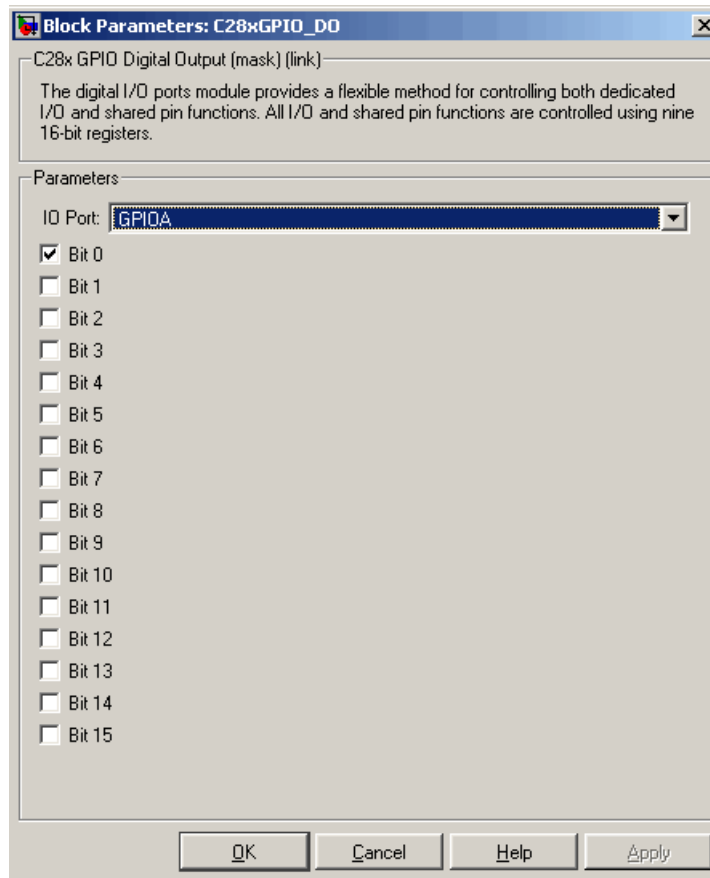 Block Parameters: C28xGPIO_DO
C28x GPIO Digital Output (mask) (link)
The digital I/O ports module provides a flexible method for controlling both dedicated
I/O and shared pin functions. All I/O and shared pin functions are controlled using nine
16-bit registers.
Parameters
IO Port: GPIOA
Bit 0
Bit 1
Bit 2
Bit 3
Bit 4
Bit 5
Bit 6
Bit 7
Bit 8
Bit 9
Bit 10
Bit 11
Bit 12
Bit 13
Bit 14
Bit 15
OK Cancel Help Apply